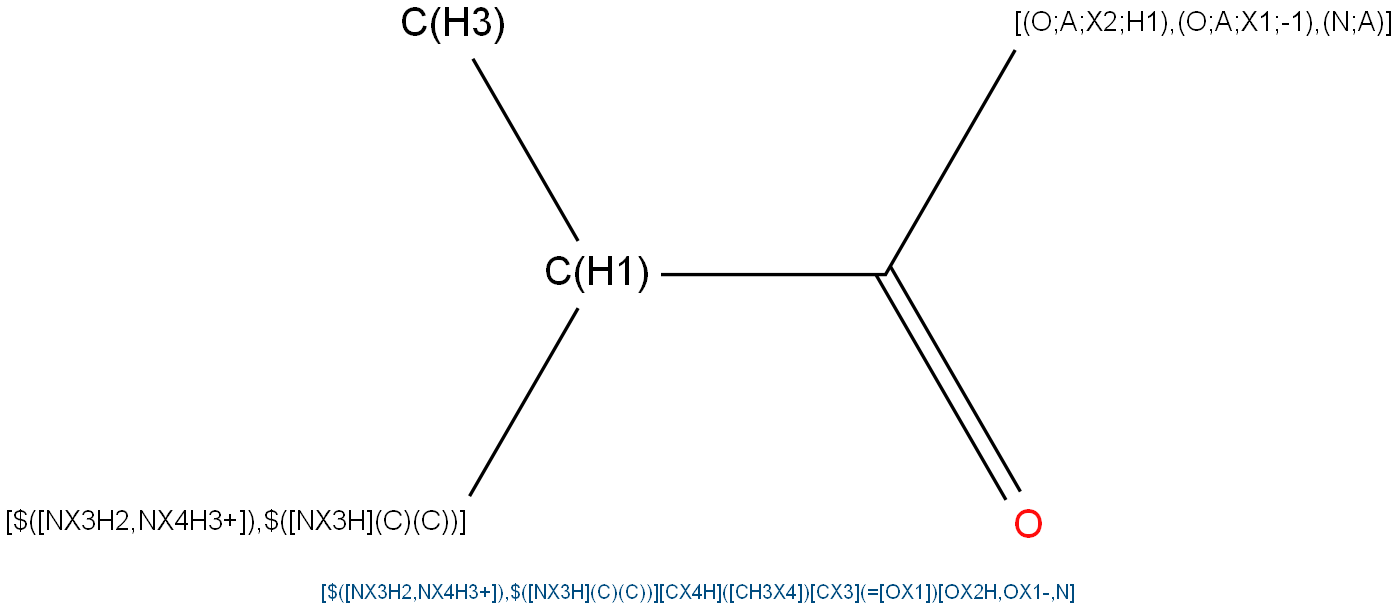 C(H3)
[(O;A;X2;H1),(O;A;X1;-1),(N;A)]
C(H1)
[$([NX3H2,NX4H3+]),$([NX3H](C)(C))]
O
[$([NX3H2,NX4H3+]),$([NX3H](C)(C))][CX4H]([CH3X4])[CX3](=[OX1])[OX2H,OX1-,N]